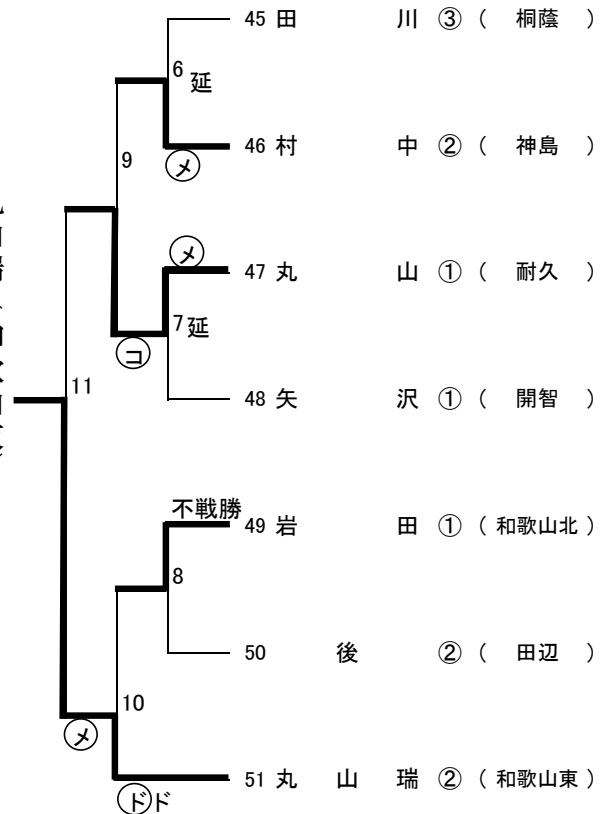 45 田 川 ③ ( 桐蔭 )
6 延
46 村 中 ② ( 神島 )
メ
9
メ
47 丸 山 ① ( 耐久 )
7 延
コ
48 矢 沢 ① ( 開智 )
11
不戦勝
49 岩 田 ① ( 和歌山北 )
8
50 後 ② ( 田辺 )
10
メ
51 丸 山 瑞 ② ( 和歌山東 )
ドド